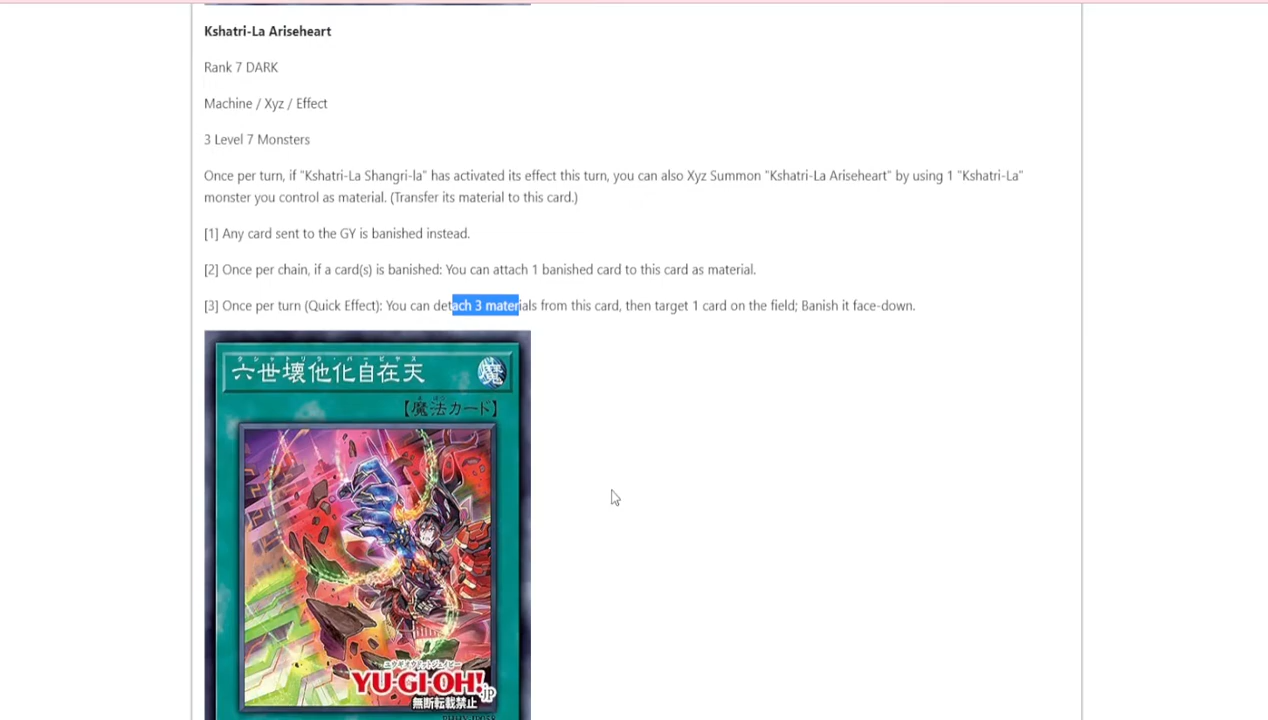 Kshatri-La Ariseheart
Rank 7 DARK
Machine / Xyz / Effect
3 Level 7 Monsters
Once per turn, if "Kshatri-La Shangri-la" has activated its effect this turn, you can also Xyz Summon "Kshatri-La Ariseheart" by using 1 "Kshatri-La"
monster you control as material. (Transfer its material to this card.)
[1] Any card sent to the GY is banished instead.
[2] Once per chain, if a card(s) is banished: You can attach 1 banished card to this card as material.
[3] Once per turn (Quick Effect): You can detach 3 materials from this card, then target 1 card on the field; Banish it face-down.
六世壊他化自在天
魔
【魔法カード】
YU-GI-OH!.jp
無断転載禁止